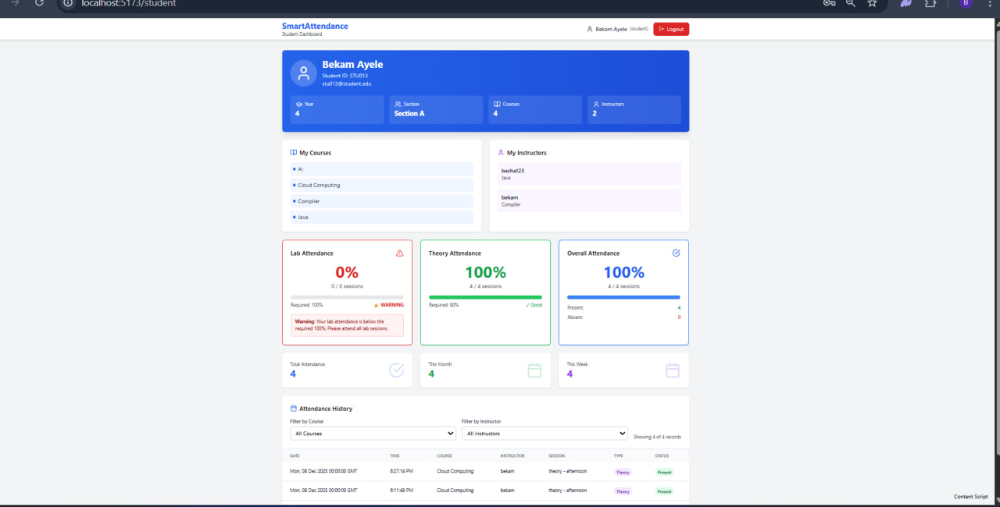 localhost:5173/student
B
SmartAttendance
Student Dashboard
Bekam Ayele (student)
Logout
Bekam Ayele
Student ID: STU013
stu013@student.edu
Year
4
Section
Section A
Courses
4
Instructors
2
My Courses
AI
Cloud Computing
Compiler
Java
My Instructors
bacha123
Java
bekam
Compiler
Lab Attendance
0%
0 / 0 sessions
Required: 100%
WARNING
Warning: Your lab attendance is below the
required 100%. Please attend all lab sessions.
Theory Attendance
100%
4 / 4 sessions
Required: 80%
✓ Good
Overall Attendance
100%
4 / 4 sessions
Present: 4
Absent: 0
Total Attendance
4
This Month
4
This Week
4
Attendance History
Filter by Course
All Courses
Filter by Instructor
All Instructors
Showing 4 of 4 records
DATE TIME COURSE INSTRUCTOR SESSION TYPE STATUS
Mon, 08 Dec 2025 00:00:00 GMT 6:27:14 PM Cloud Computing bekam theory - afternoon Theory Present
Mon, 08 Dec 2025 00:00:00 GMT 6:11:49 PM Cloud Computing bekam theory - afternoon Theory Present
Content Script